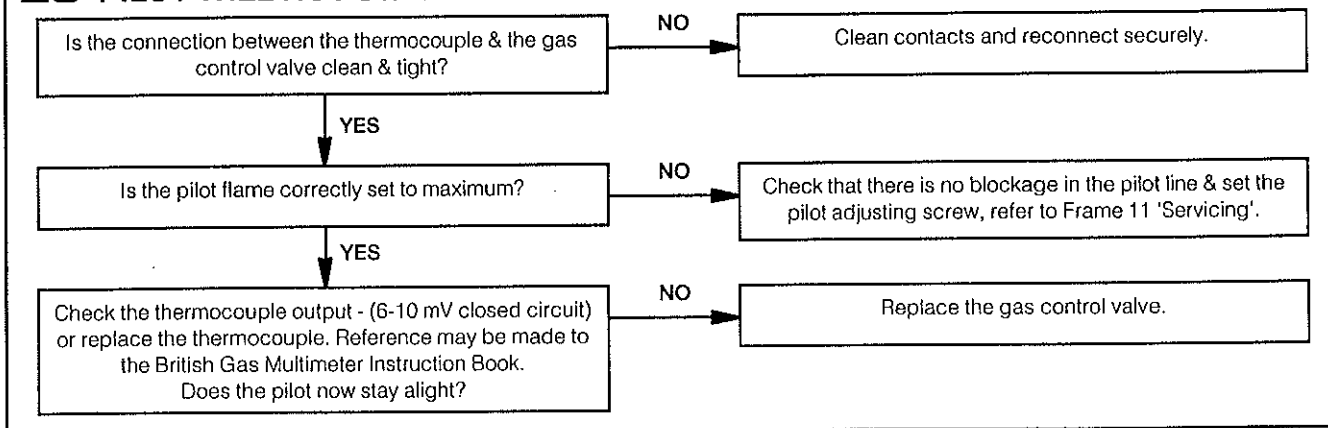 Is the connection between the thermocouple & the gas
control valve clean & tight?
NO
Clean contacts and reconnect securely.
YES
Is the pilot flame correctly set to maximum?
NO
Check that there is no blockage in the pilot line & set the
pilot adjusting screw, refer to Frame 11 'Servicing'.
YES
Check the thermocouple output - (6-10 mV closed circuit)
or replace the thermocouple. Reference may be made to
the British Gas Multimeter Instruction Book.
Does the pilot now stay alight?
NO
Replace the gas control valve.